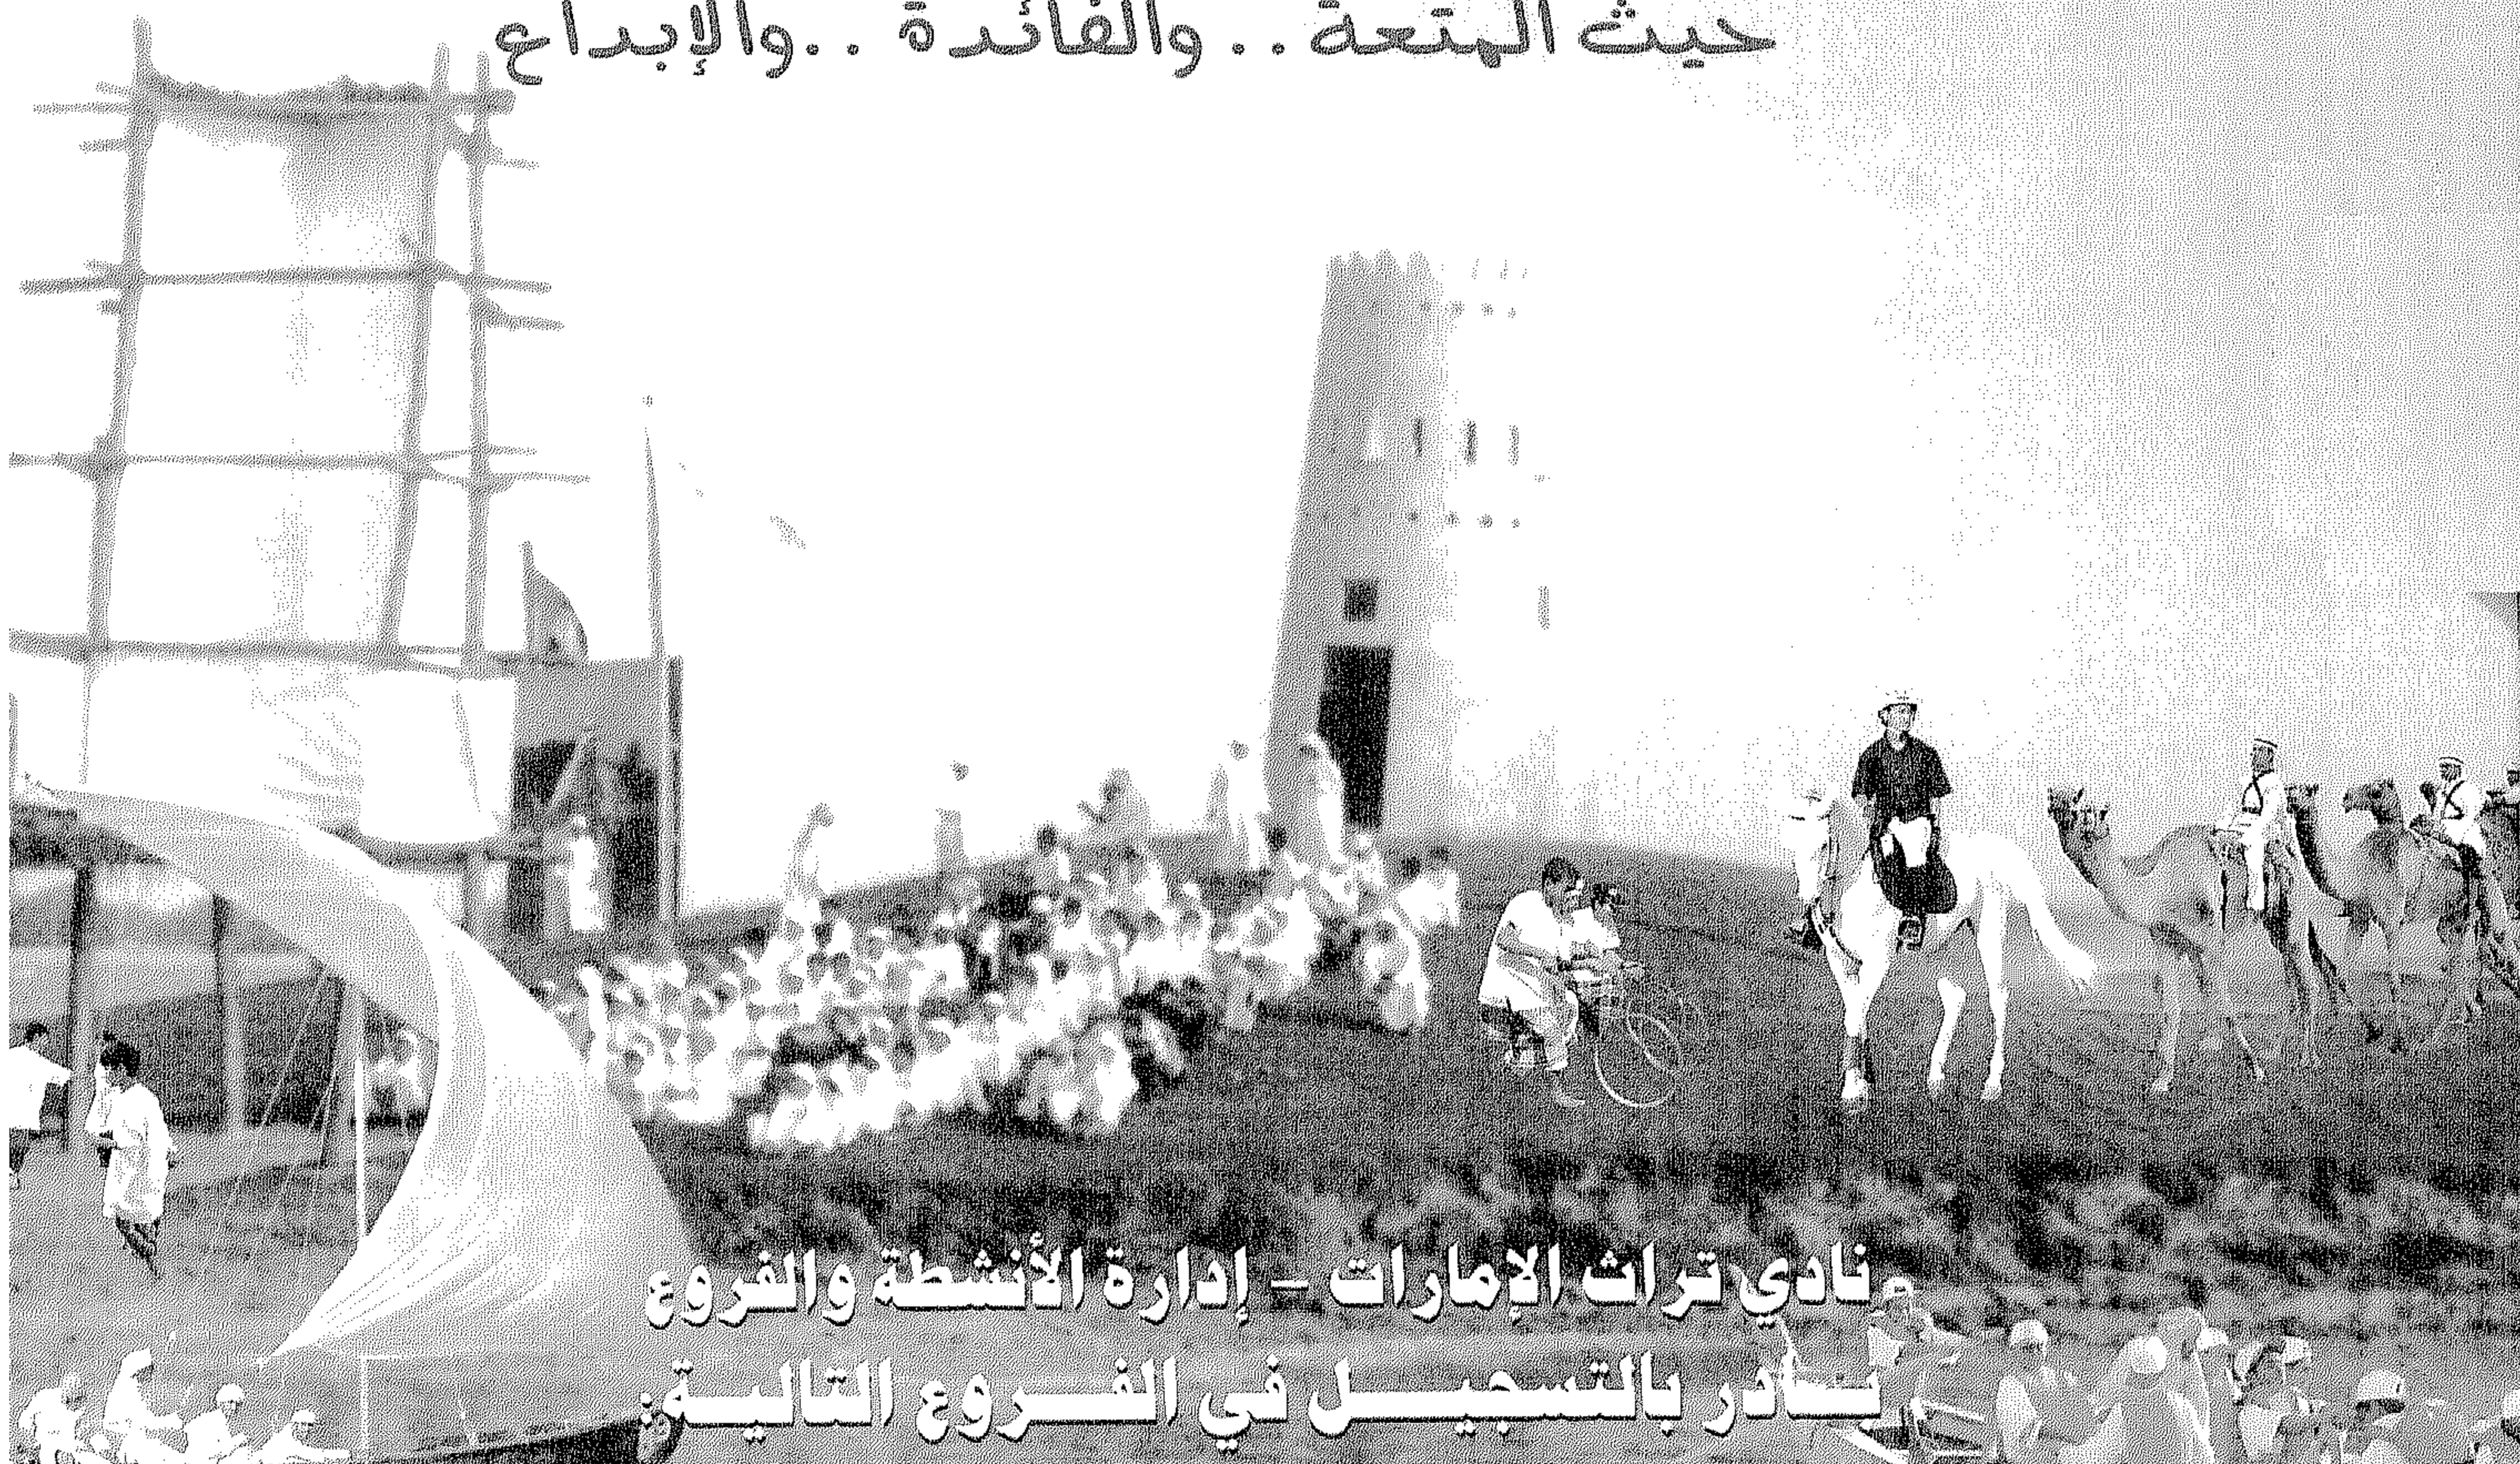 حيث المتعة.. والفائدة ..والإبداع
نادي تراث الإمارات – إدارة الأنشطة والفروع
بادر بالتسجيل في الفروع التالية: